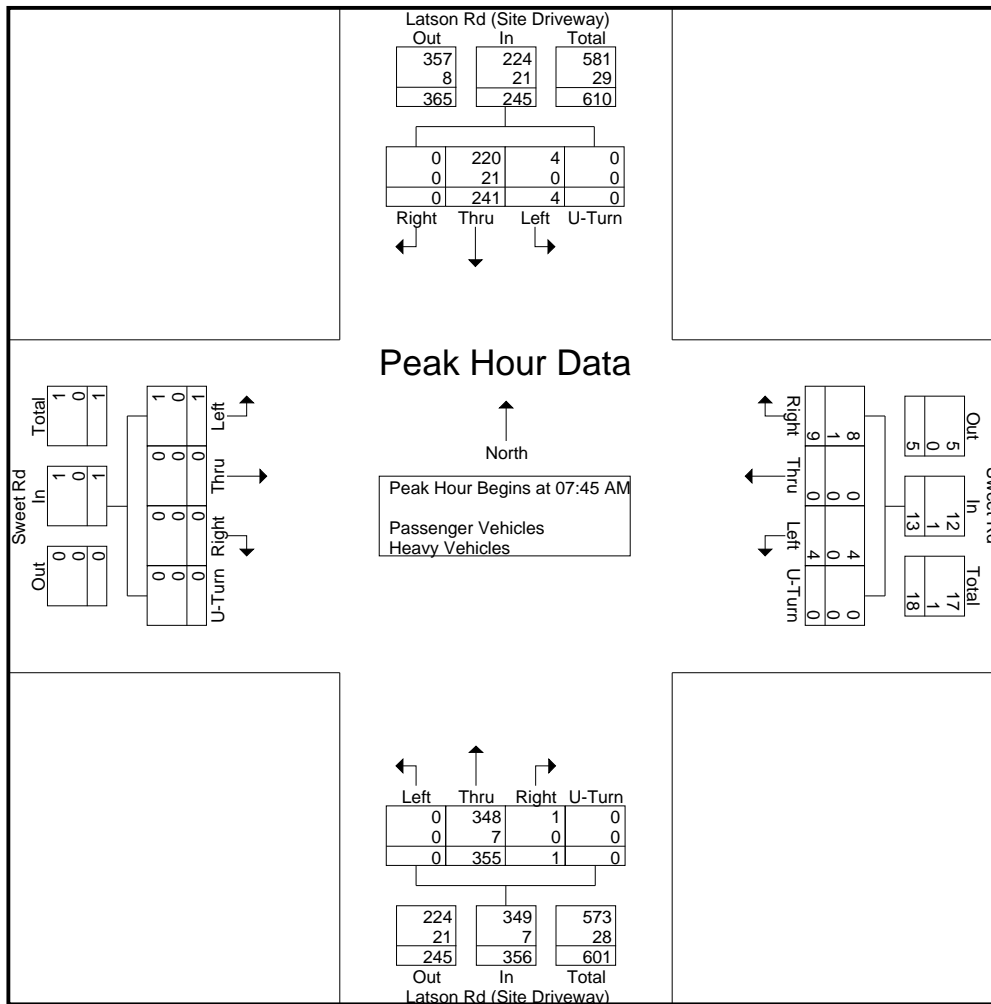 Latson Rd (Site Driveway)
Out In Total
357 224 581
8 21 29
365 245 610
0 220 4 0
0 21 0 0
0 241 4 0
Right Thru Left U-Turn
Peak Hour Data
North
Peak Hour Begins at 07:45 AM
Passenger Vehicles
Heavy Vehicles
Sweet Rd
Out In Total
0 1 1
0 0 0
0 1 1
1 0 0 0
0 0 0 0
1 0 0 0
Left Thru Right U-Turn
Right Thru Left U-Turn
8 0 4 0
1 0 0 0
9 0 4 0
Out In Total
5 12 17
0 1 1
5 13 18
Sweet Rd
Left Thru Right U-Turn
0 348 1 0
0 7 0 0
0 355 1 0
224 349 573
21 7 28
245 356 601
Out In Total
Latson Rd (Site Driveway)